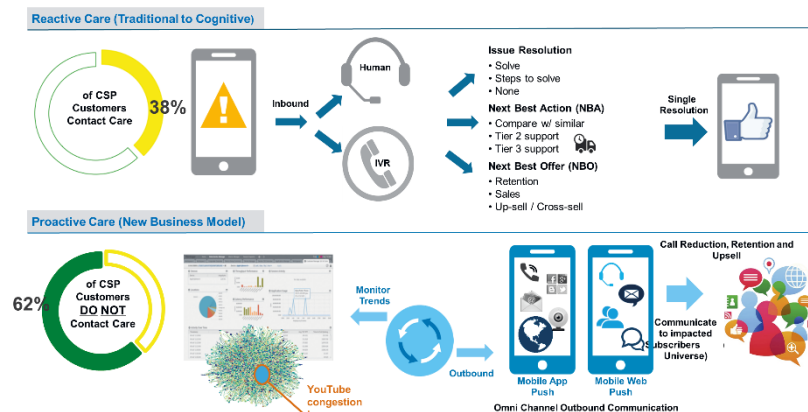 Reactive Care (Traditional to Cognitive)
of CSP
Customers
Contact Care
38%
Inbound
Human
IVR
Issue Resolution
• Solve
• Steps to solve
• None
Next Best Action (NBA)
• Compare w/ similar
• Tier 2 support
• Tier 3 support
Next Best Offer (NBO)
• Retention
• Sales
• Up-sell / Cross-sell
Single
Resolution
Proactive Care (New Business Model)
62%
of CSP
Customers
DO NOT
Contact Care
Monitor
Trends
YouTube
congestion
Outbound
Mobile App
Push
Mobile Web
Push
Omni Channel Outbound Communication
Call Reduction, Retention and
Upsell
Communicate
to impacted
Subscribers
Universe)